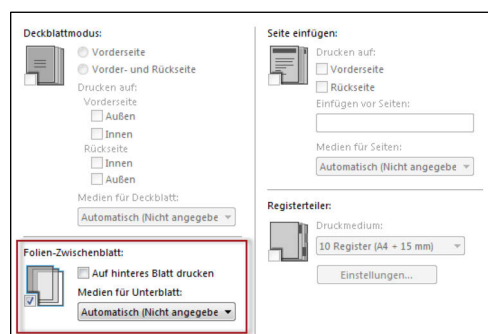 Deckblattmodus:
Vorderseite
Vorder- und Rückseite
Drucken auf:
Vorderseite
Außen
Innen
Rückseite
Innen
Außen
Medien für Deckblatt:
Automatisch (Nicht angegebe
Folien-Zwischenblatt:
Auf hinteres Blatt drucken
Medien für Unterblatt:
Automatisch (Nicht angegebe
Seite einfügen:
Drucken auf:
Vorderseite
Rückseite
Einfügen vor Seiten:
Medien für Seiten:
Automatisch (Nicht angegebe
Registerteiler:
Druckmedium:
10 Register (A4 + 15 mm)
Einstellungen...